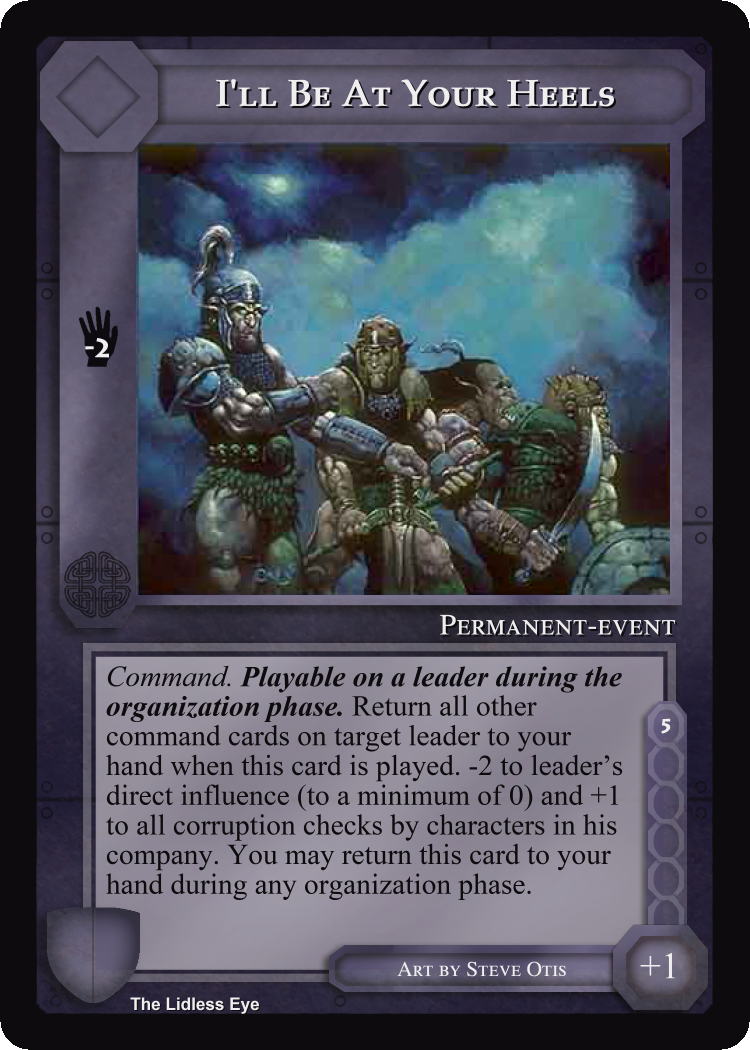 I'll Be At Your Heels
-2
Permanent-event
Command. Playable on a leader during the
organization phase. Return all other
command cards on target leader to your
hand when this card is played. -2 to leader's
direct influence (to a minimum of 0) and +1
to all corruption checks by characters in his
company. You may return this card to your
hand during any organization phase.
5
Art by Steve Otis
+1
The Lidless Eye